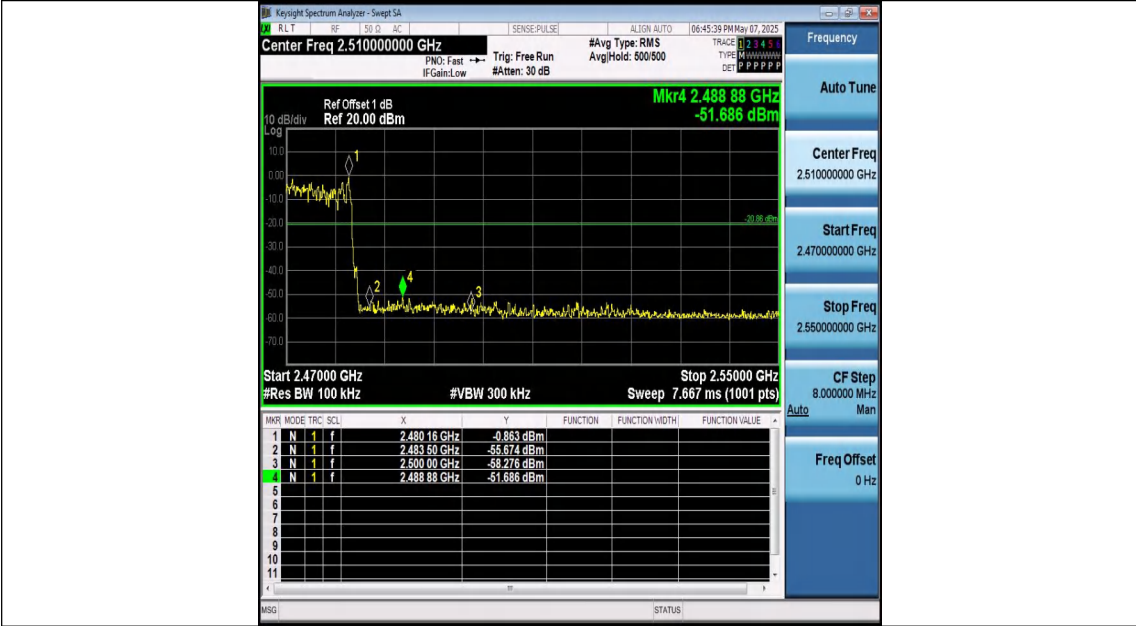 Keysight Spectrum Analyzer - Swept SA
RLT RF 50 Ω AC SENSE:PULSE ALIGN AUTO 06:45:39 PM May 07, 2025
Center Freq 2.510000000 GHz
#Avg Type: RMS
TRACE 1 2 3 4 5 6
PNO: Fast
Trig: Free Run
Avg|Hold: 500/500
TYPE M WWWWW
IFGain:Low
#Atten: 30 dB
DET P P P P P P
Mkr4 2.488 88 GHz
-51.686 dBm
Ref Offset 1 dB
10 dB/div Ref 20.00 dBm
Log
10.0
0.00
-10.0
-20.0
-30.0
-40.0
-50.0
-60.0
-70.0
1
-20.86 dBm
2
4
3
Start 2.47000 GHz Stop 2.55000 GHz
#Res BW 100 kHz #VBW 300 kHz Sweep 7.667 ms (1001 pts)
MKR MODE TRC SCL X Y FUNCTION FUNCTION WIDTH FUNCTION VALUE
1 N 1 f 2.480 16 GHz -0.863 dBm
2 N 1 f 2.483 50 GHz -55.674 dBm
3 N 1 f 2.500 00 GHz -58.276 dBm
4 N 1 f 2.488 88 GHz -51.686 dBm
5
6
7
8
9
10
11
MSG STATUS
Frequency
Auto Tune
Center Freq
2.510000000 GHz
Start Freq
2.470000000 GHz
Stop Freq
2.550000000 GHz
CF Step
8.000000 MHz
Auto Man
Freq Offset
0 Hz